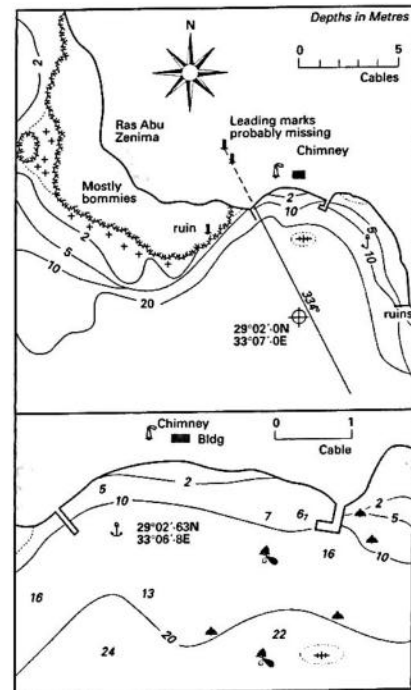 Depths in Metres
N
0 5
Cables
2
Ras Abu
Zenima
Leading marks
probably missing
Chimney
Mostly
bommies
ruin
2
5
10
20
2
10
5
10
334°
ruins
29°02'·0N
33°07'·0E
Chimney
Bldg
0 1
Cable
5
2
10
7
6₁
2
5
10
16
29°02'·63N
33°06'·8E
16
13
20
22
24